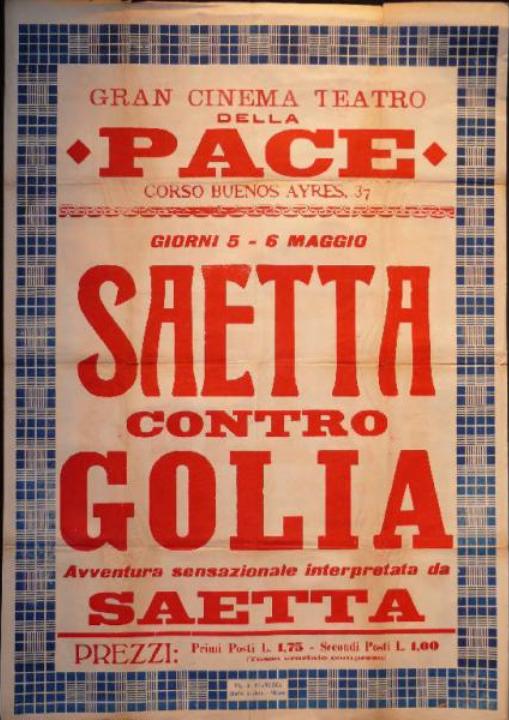 GRAN CINEMA TEATRO
DELLA
PACE
CORSO BUENOS AYRES, 37
GIORNI 5 - 6 MAGGIO
SAETTA
CONTRO
GOLIA
Avventura sensazionale interpretata da
SAETTA
PREZZI: Primi Posti L. 1,75 - Secondi Posti L. 1,00